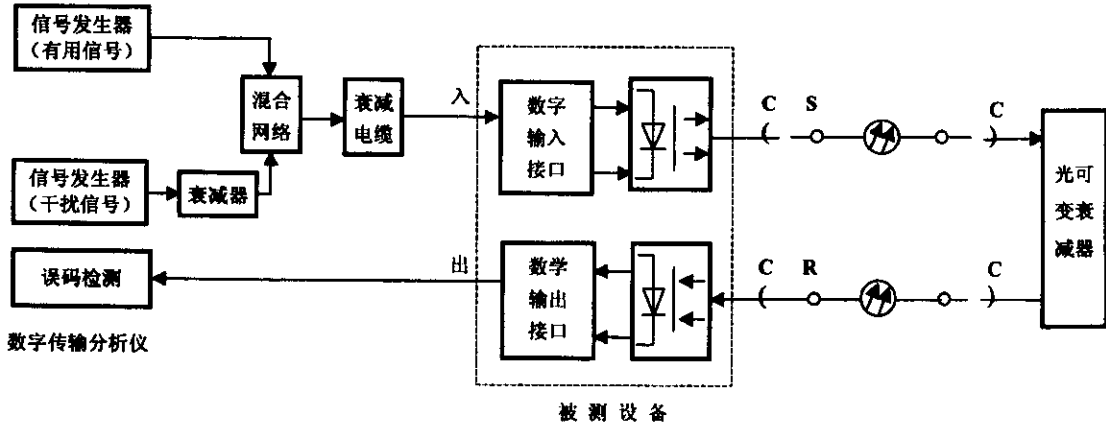 信号发生器
（有用信号）
混合
网络
衰减
电缆
入
数字
输入
接口
C
S
C
光可
变衰
减器
信号发生器
（干扰信号）
衰减器
误码检测
出
数学
输出
接口
C
R
C
数字传输分析仪
被测设备